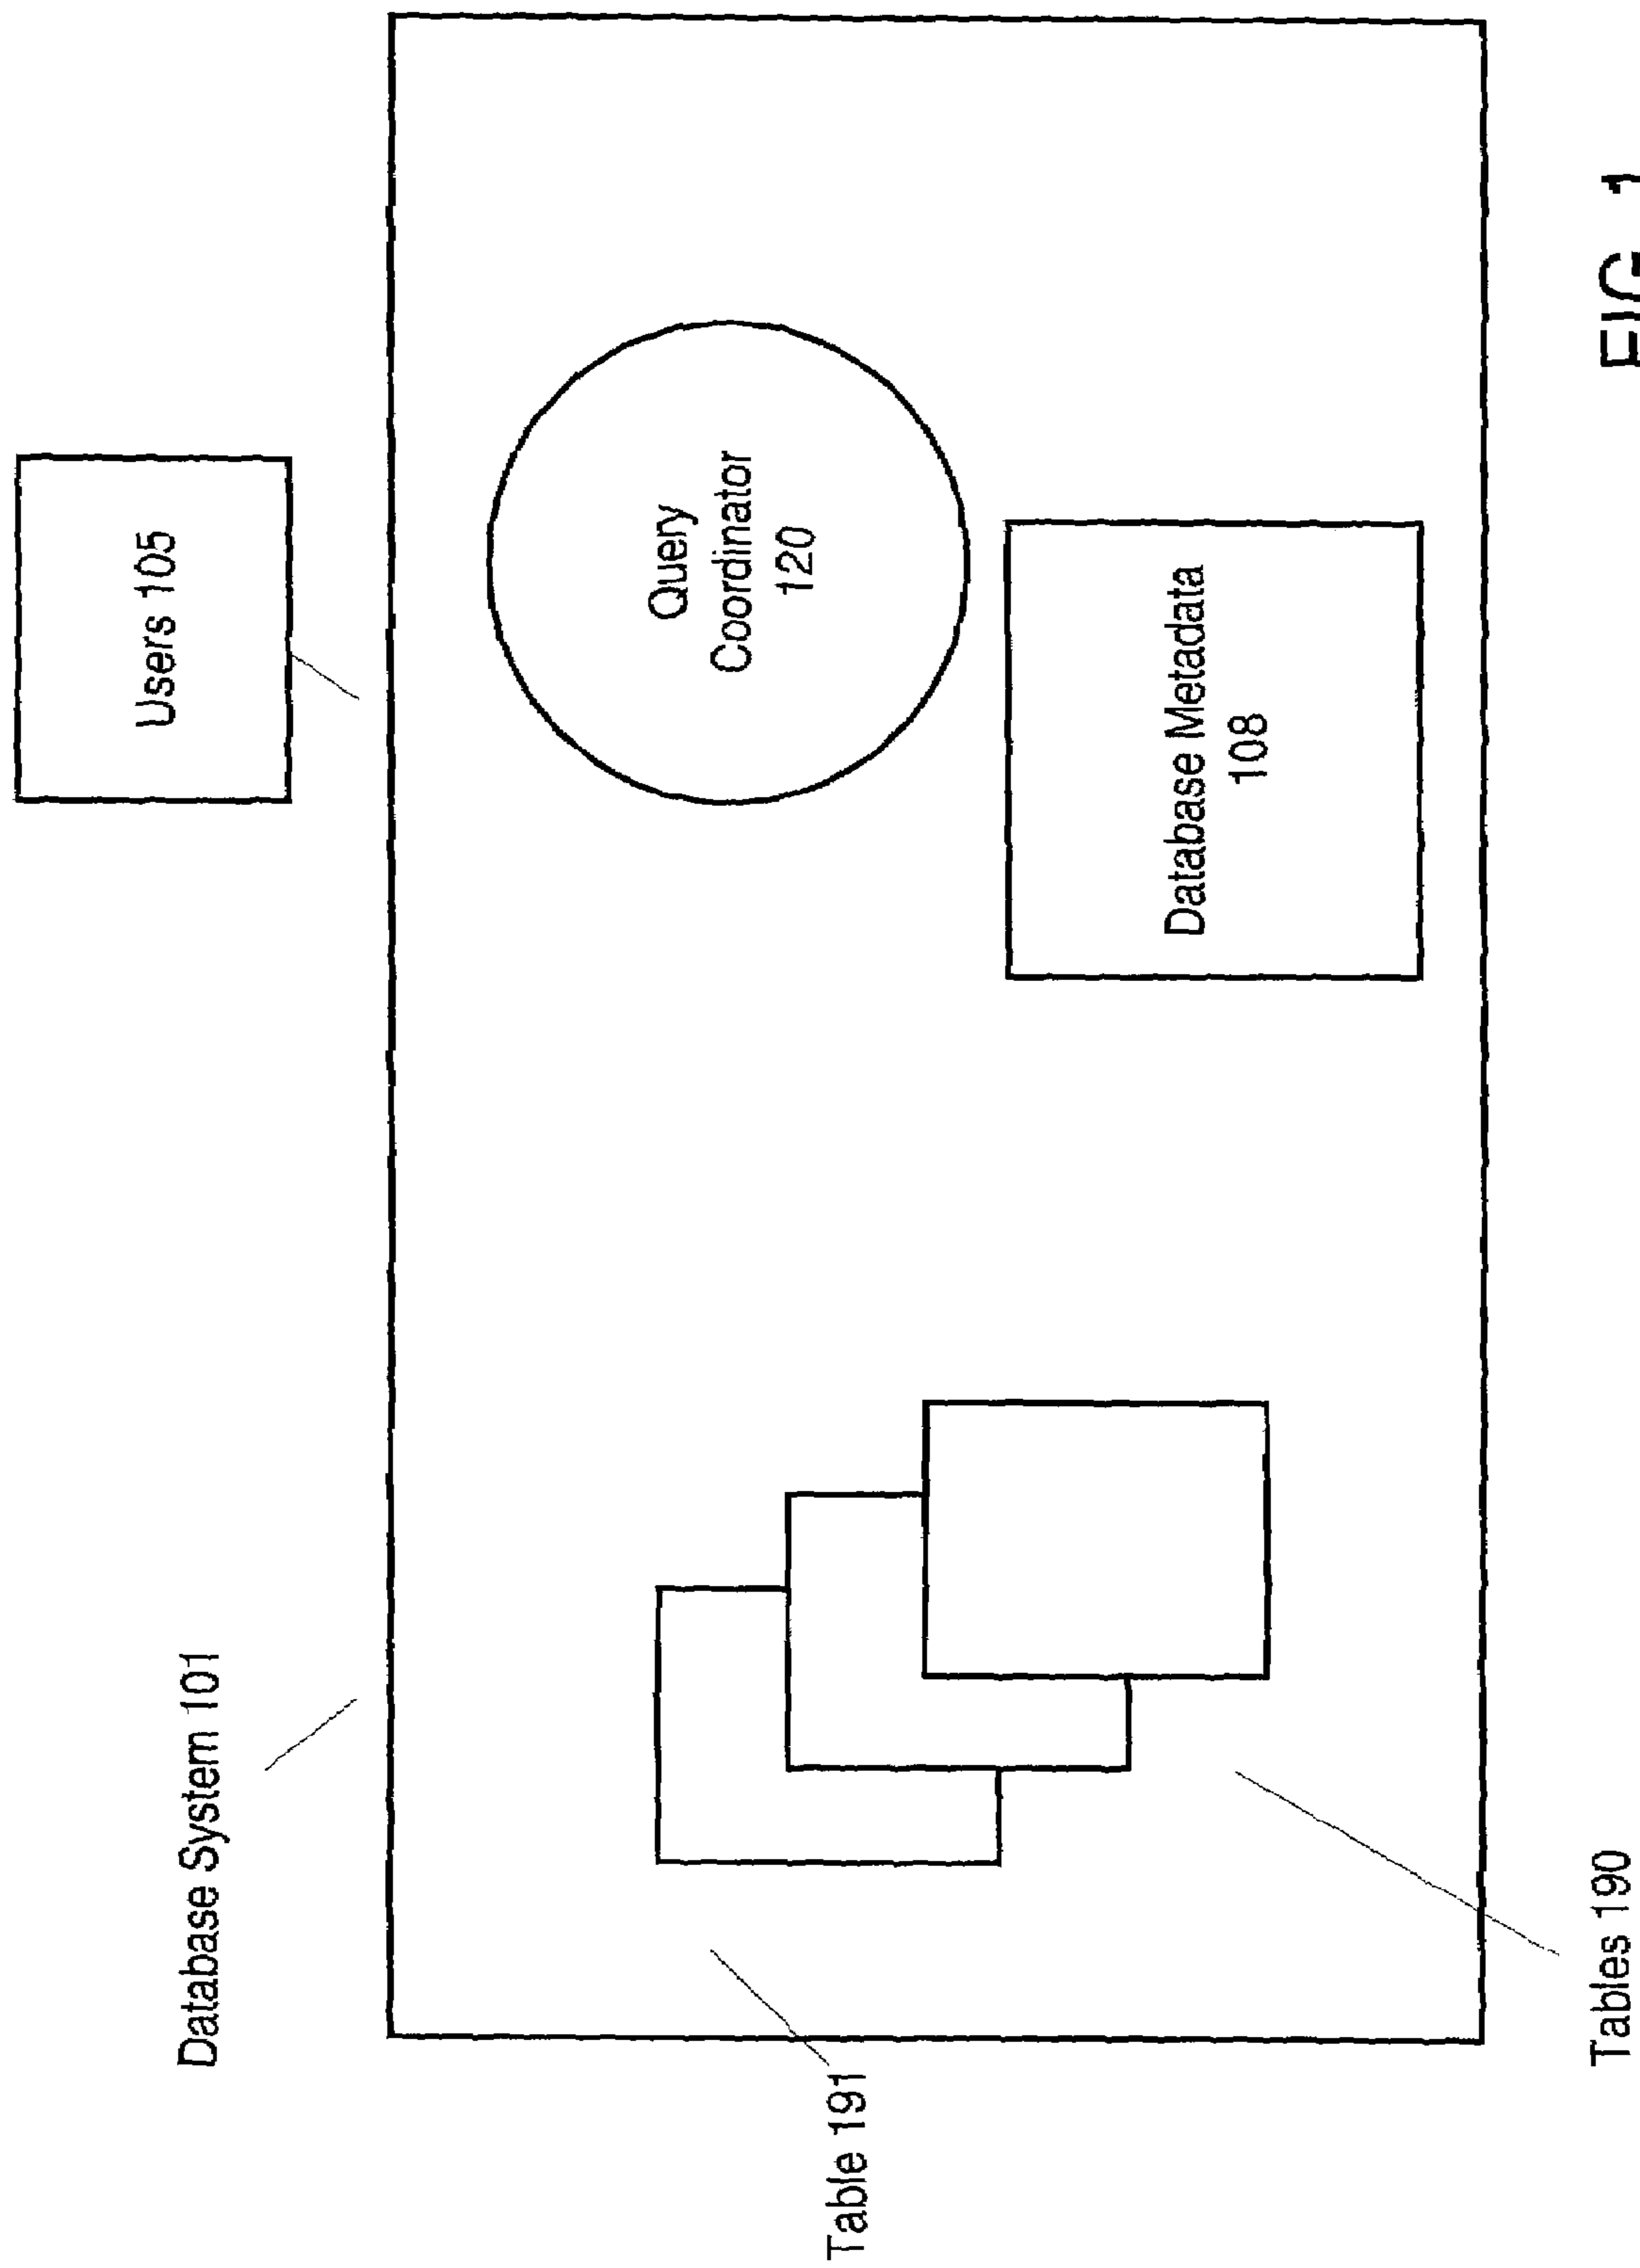 Users 105
Database System 101
Query
Coordinator
120
Table 191
Database Metadata
108
Tables 190
FIG. 1